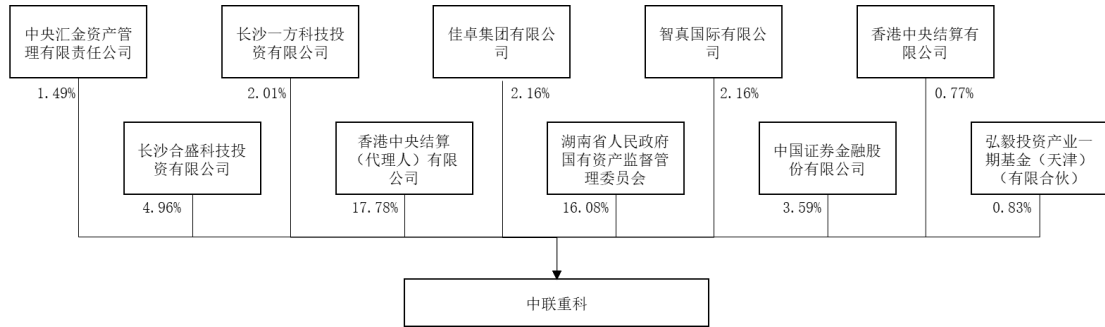 中央汇金资产管
理有限责任公司
长沙一方科技投
资有限公司
佳卓集团有限公
司
智真国际有限公
司
香港中央结算有
限公司
1.49%
2.01%
2.16%
2.16%
0.77%
长沙合盛科技投
资有限公司
香港中央结算
（代理人）有限
公司
湖南省人民政府
国有资产监督管
理委员会
中国证券金融股
份有限公司
弘毅投资产业一
期基金（天津）
（有限合伙）
4.96%
17.78%
16.08%
3.59%
0.83%
中联重科